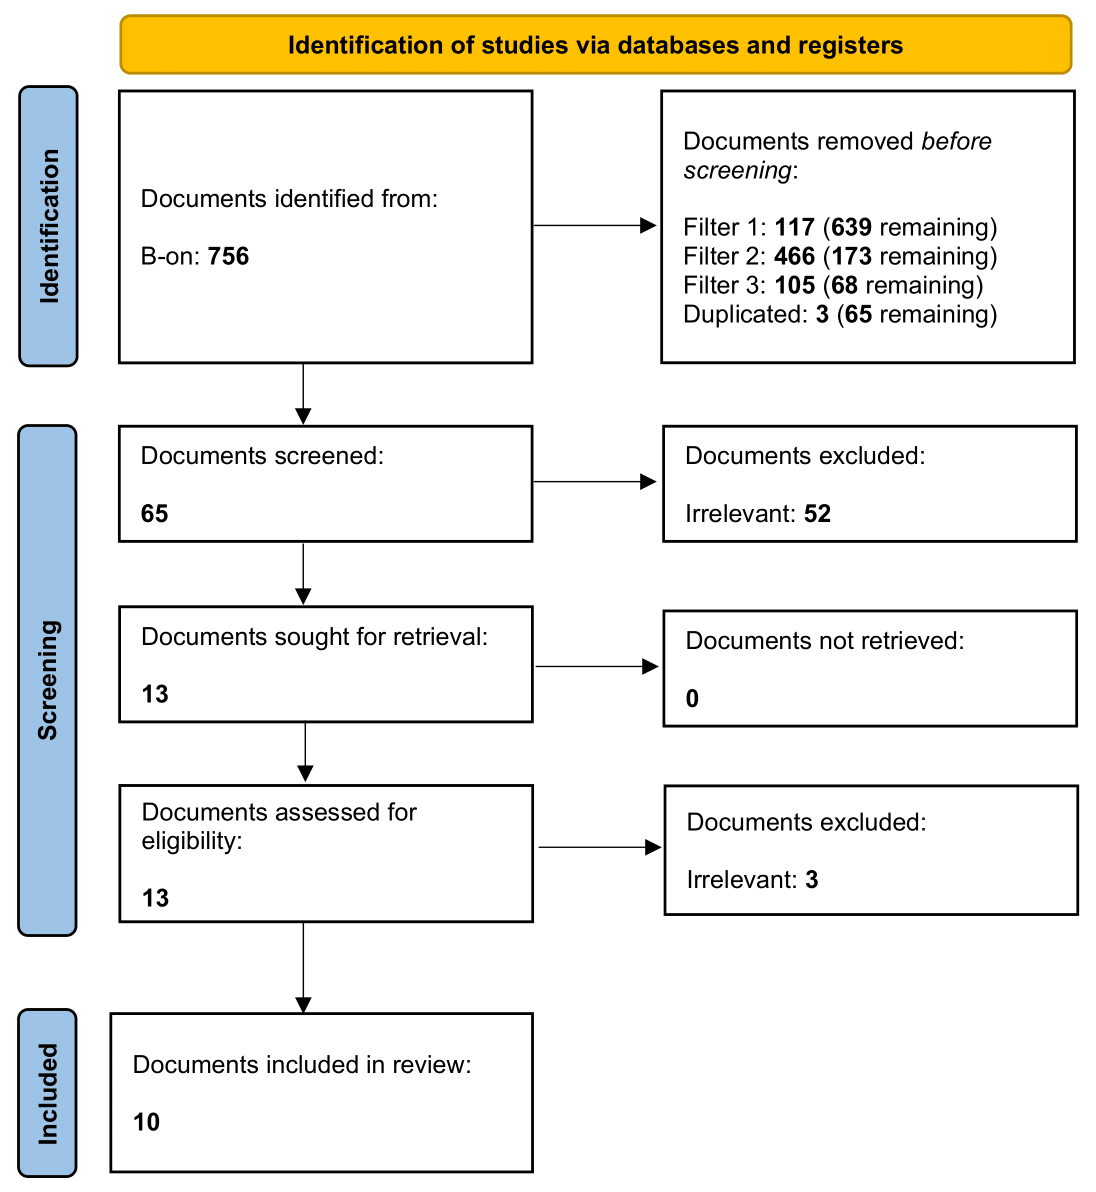 Identification of studies via databases and registers
Identification
Documents identified from:
B-on: 756
Documents removed before
screening:
Filter 1: 117 (639 remaining)
Filter 2: 466 (173 remaining)
Filter 3: 105 (68 remaining)
Duplicated: 3 (65 remaining)
Screening
Documents screened:
65
Documents excluded:
Irrelevant: 52
Documents sought for retrieval:
13
Documents not retrieved:
0
Documents assessed for
eligibility:
13
Documents excluded:
Irrelevant: 3
Included
Documents included in review:
10